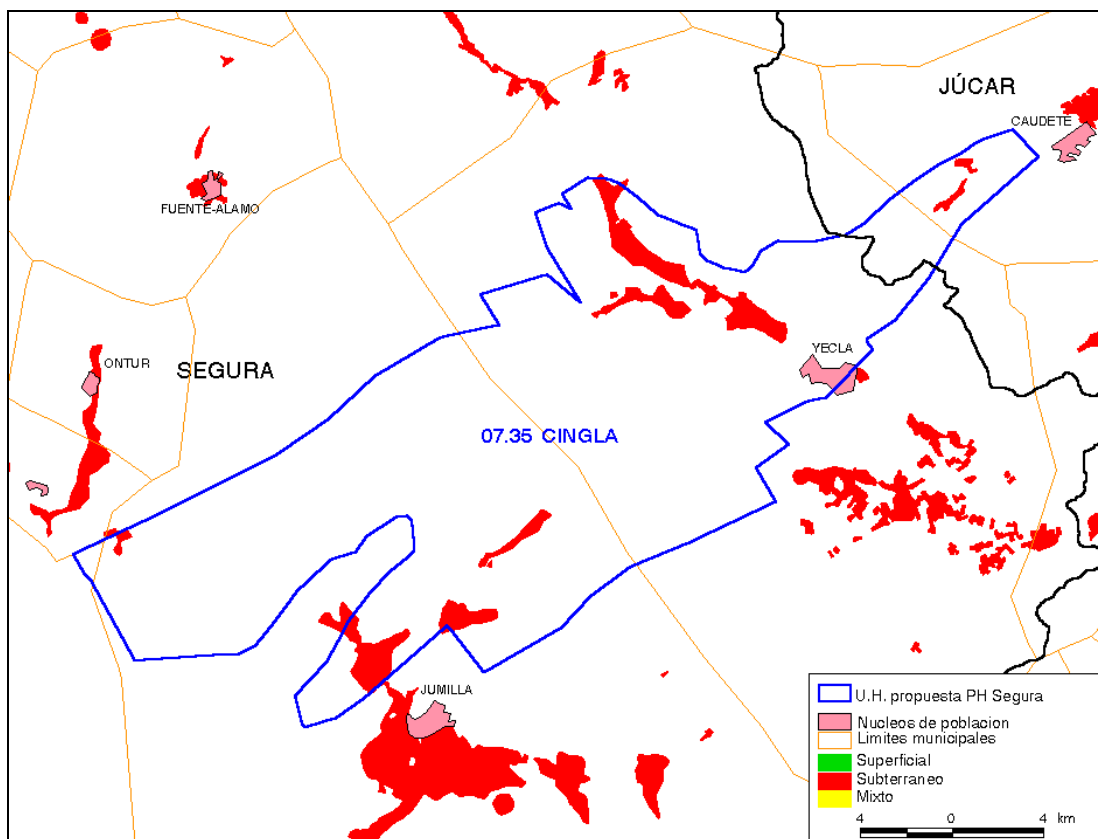 JÚCAR
CAUDETE
FUENTE-ALAMO
YECLA
ONTUR
SEGURA
07.35 CINGLA
JUMILLA
U.H. propuesta PH Segura
Nucleos de poblacion
Limites municipales
Superficial
Subterraneo
Mixto
4 0 4 km